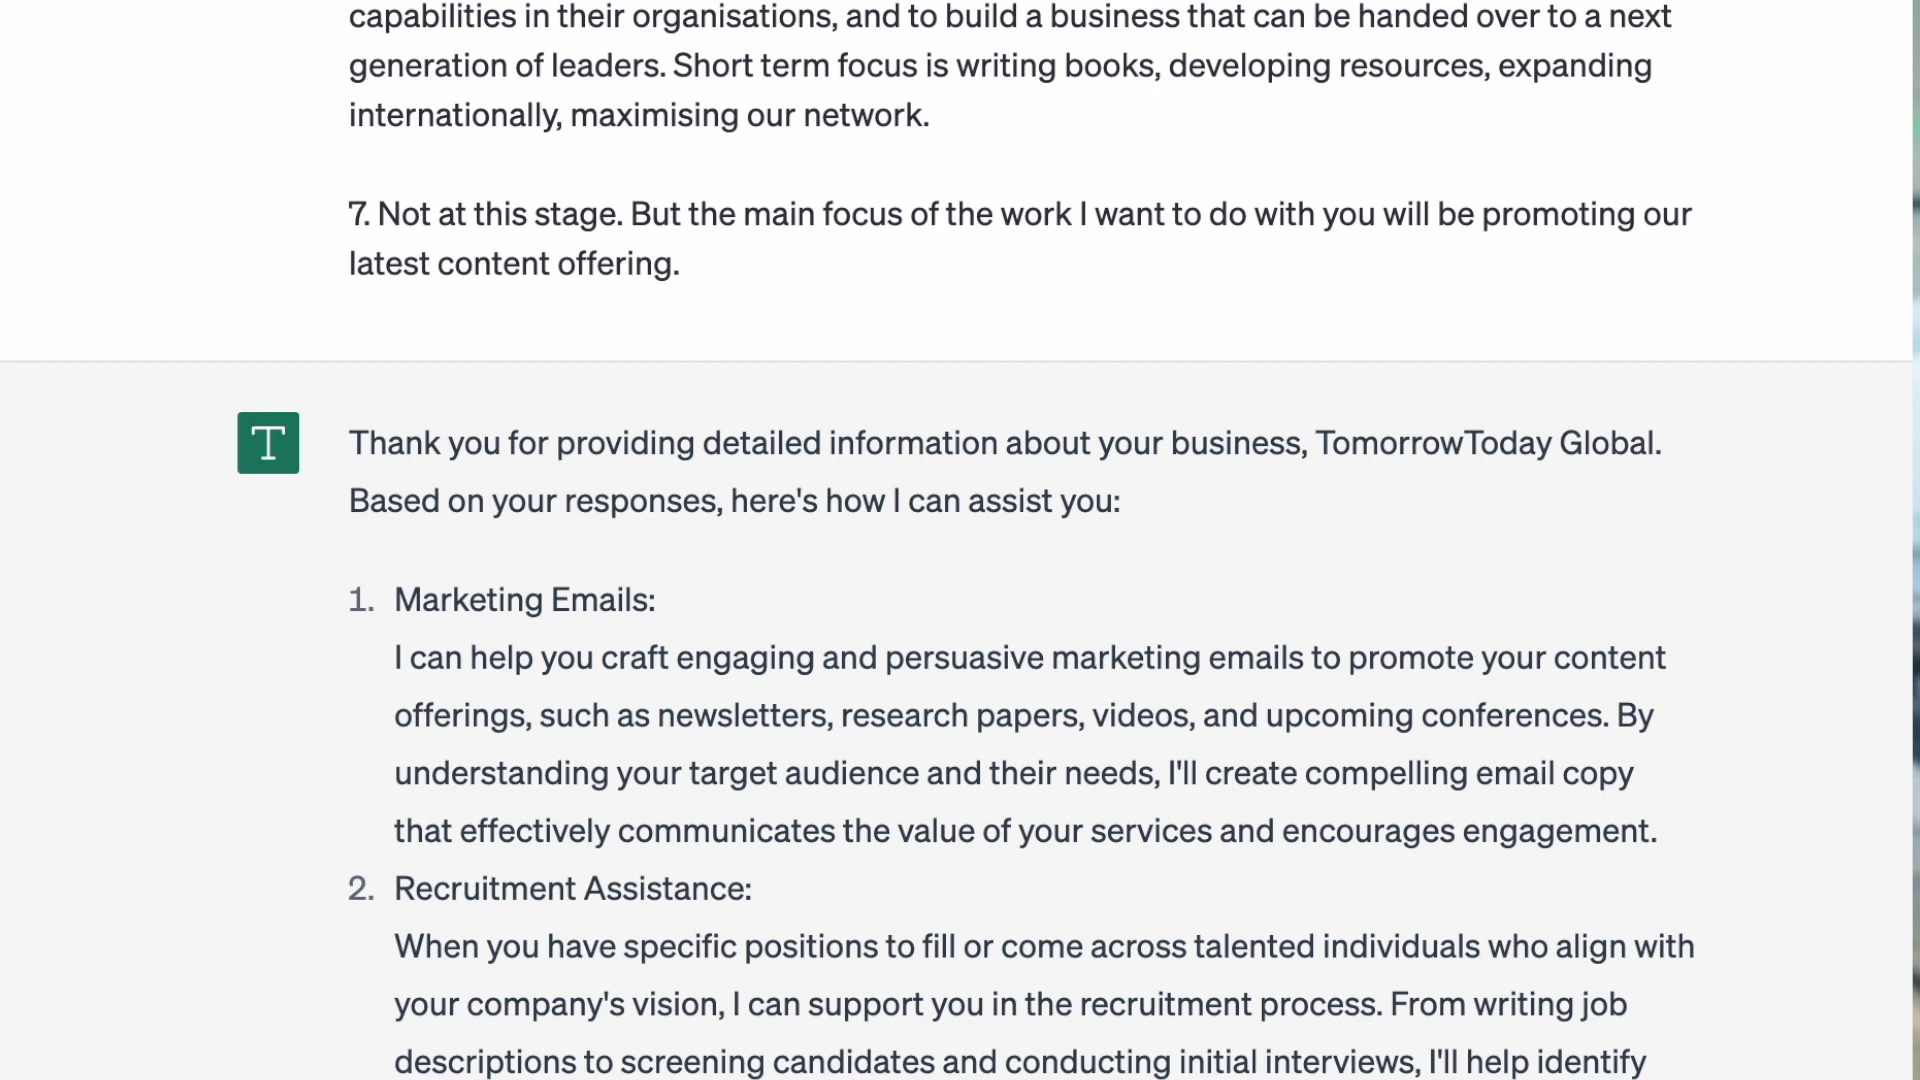 capabilities in their organisations, and to build a business that can be handed over to a next
generation of leaders. Short term focus is writing books, developing resources, expanding
internationally, maximising our network.
7. Not at this stage. But the main focus of the work I want to do with you will be promoting our
latest content offering.
T
Thank you for providing detailed information about your business, TomorrowToday Global.
Based on your responses, here's how I can assist you:
1. Marketing Emails:
I can help you craft engaging and persuasive marketing emails to promote your content
offerings, such as newsletters, research papers, videos, and upcoming conferences. By
understanding your target audience and their needs, I'll create compelling email copy
that effectively communicates the value of your services and encourages engagement.
2. Recruitment Assistance:
When you have specific positions to fill or come across talented individuals who align with
your company's vision, I can support you in the recruitment process. From writing job
descriptions to screening candidates and conducting initial interviews, I'll help identify